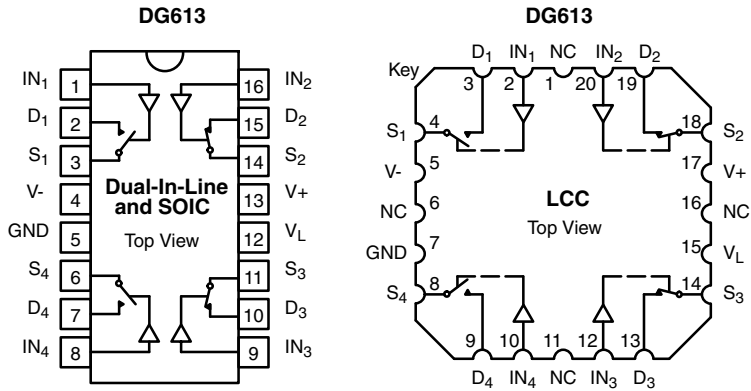 DG613
IN1 1 16 IN2
D1 2 15 D2
S1 3 14 S2
V- 4 Dual-In-Line 13 V+
and SOIC
GND 5 Top View 12 VL
S4 6 11 S3
D4 7 10 D3
IN4 8 9 IN3
DG613
D1 IN1 NC IN2 D2
Key 3 2 1 20 19
S1 4 18 S2
V- 5 17 V+
NC 6 LCC 16 NC
Top View
GND 7 15 VL
S4 8 14 S3
9 10 11 12 13
D4 IN4 NC IN3 D3